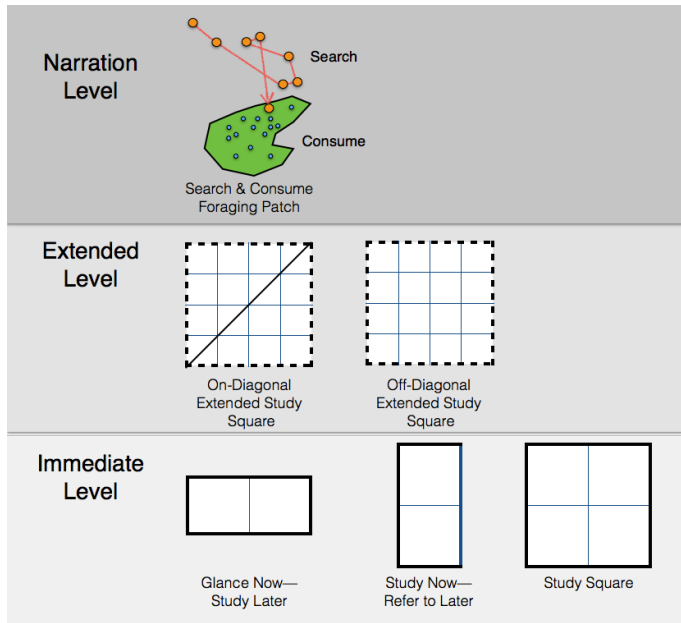 Narration
Level
Search
Consume
Search & Consume
Foraging Patch
Extended
Level
On-Diagonal
Extended Study
Square
Off-Diagonal
Extended Study
Square
Immediate
Level
Glance Now—
Study Later
Study Now—
Refer to Later
Study Square